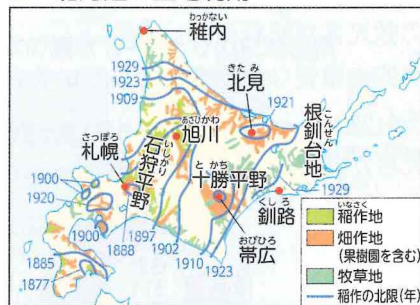 わっかない
稚内
1929
1923
1909
きたみ
北見
1921
こんせん
根釧台地
あさひかわ
旭川
さっぽろ
札幌
いしかり
石狩平野
とかち
十勝平野
1929
くしろ
釧路
おびひろ
帯広
1900
1920
1900
1888
1897
1902
1910
1923
1885
1877
いなさく
稲作地
畑作地
(果樹園を含む)
牧草地
稲作の北限(年)